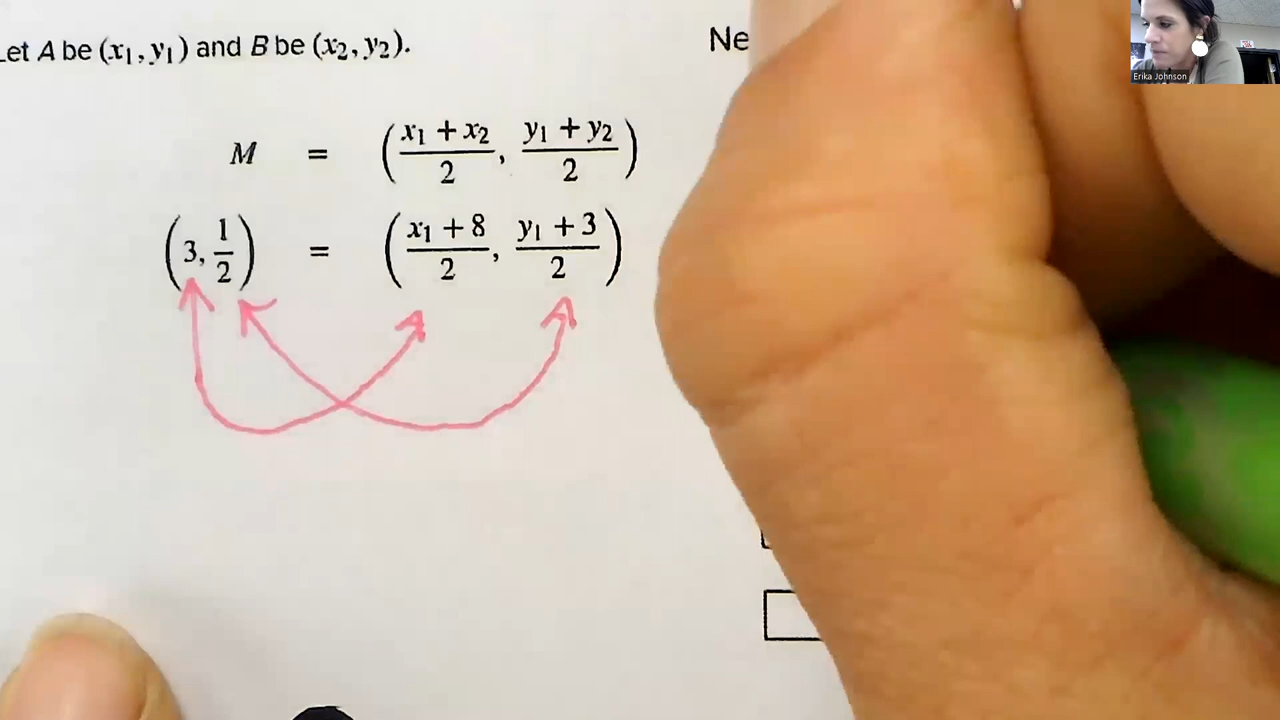 Let A be (x₁, y₁) and B be (x₂, y₂).
Ne
M = ( x₁ + x₂ / 2 , y₁ + y₂ / 2 )
( 3, 1/2 ) = ( x₁ + 8 / 2 , y₁ + 3 / 2 )
Erika Johnson